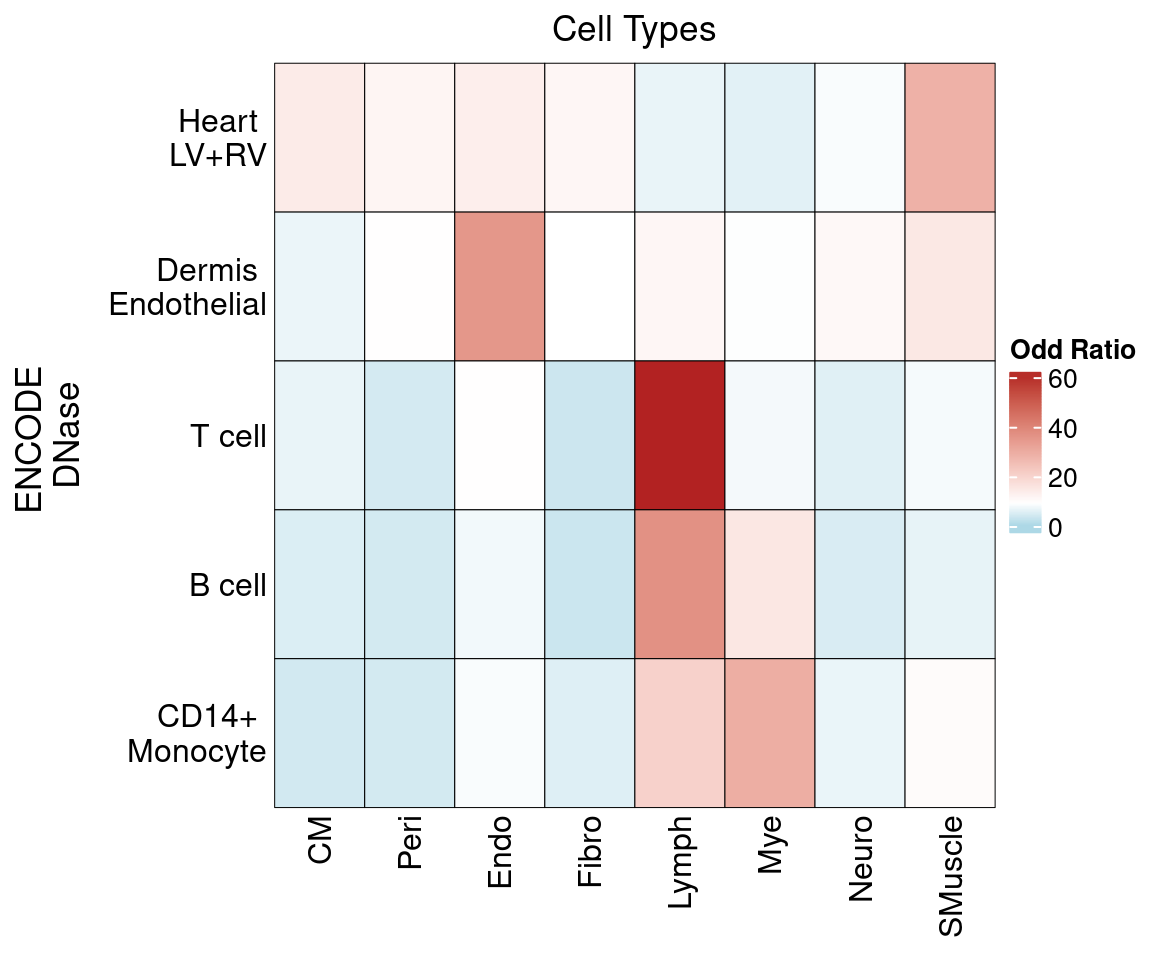 Cell Types
Heart
LV+RV
Dermis
Endothelial
T cell
B cell
CD14+
Monocyte
ENCODE
DNase
CM
Peri
Endo
Fibro
Lymph
Mye
Neuro
SMuscle
Odd Ratio
60
40
20
0